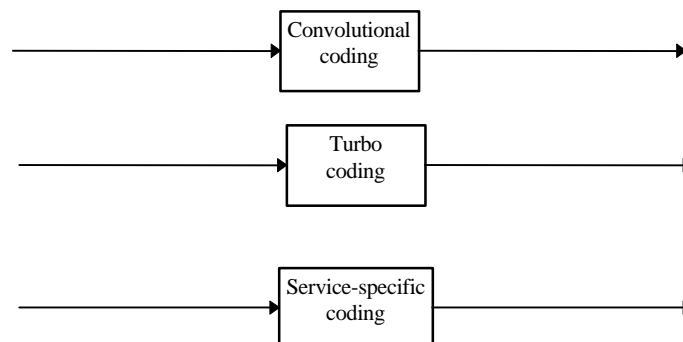 Convolutional
coding
Turbo
coding
Service-specific
coding